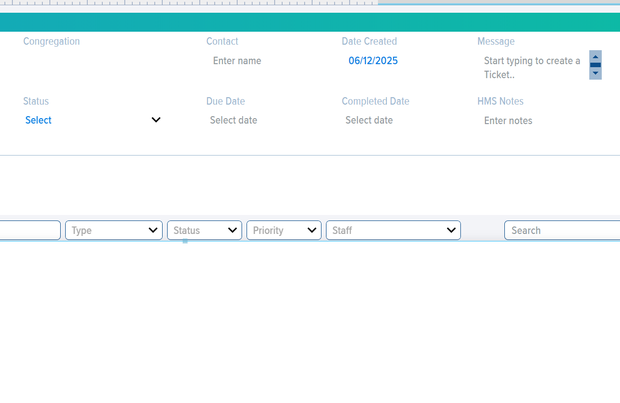 Congregation Contact Date Created Message
Enter name 06/12/2025 Start typing to create a
Ticket..
Status Due Date Completed Date HMS Notes
Select Select date Select date Enter notes
Type Status Priority Staff Search